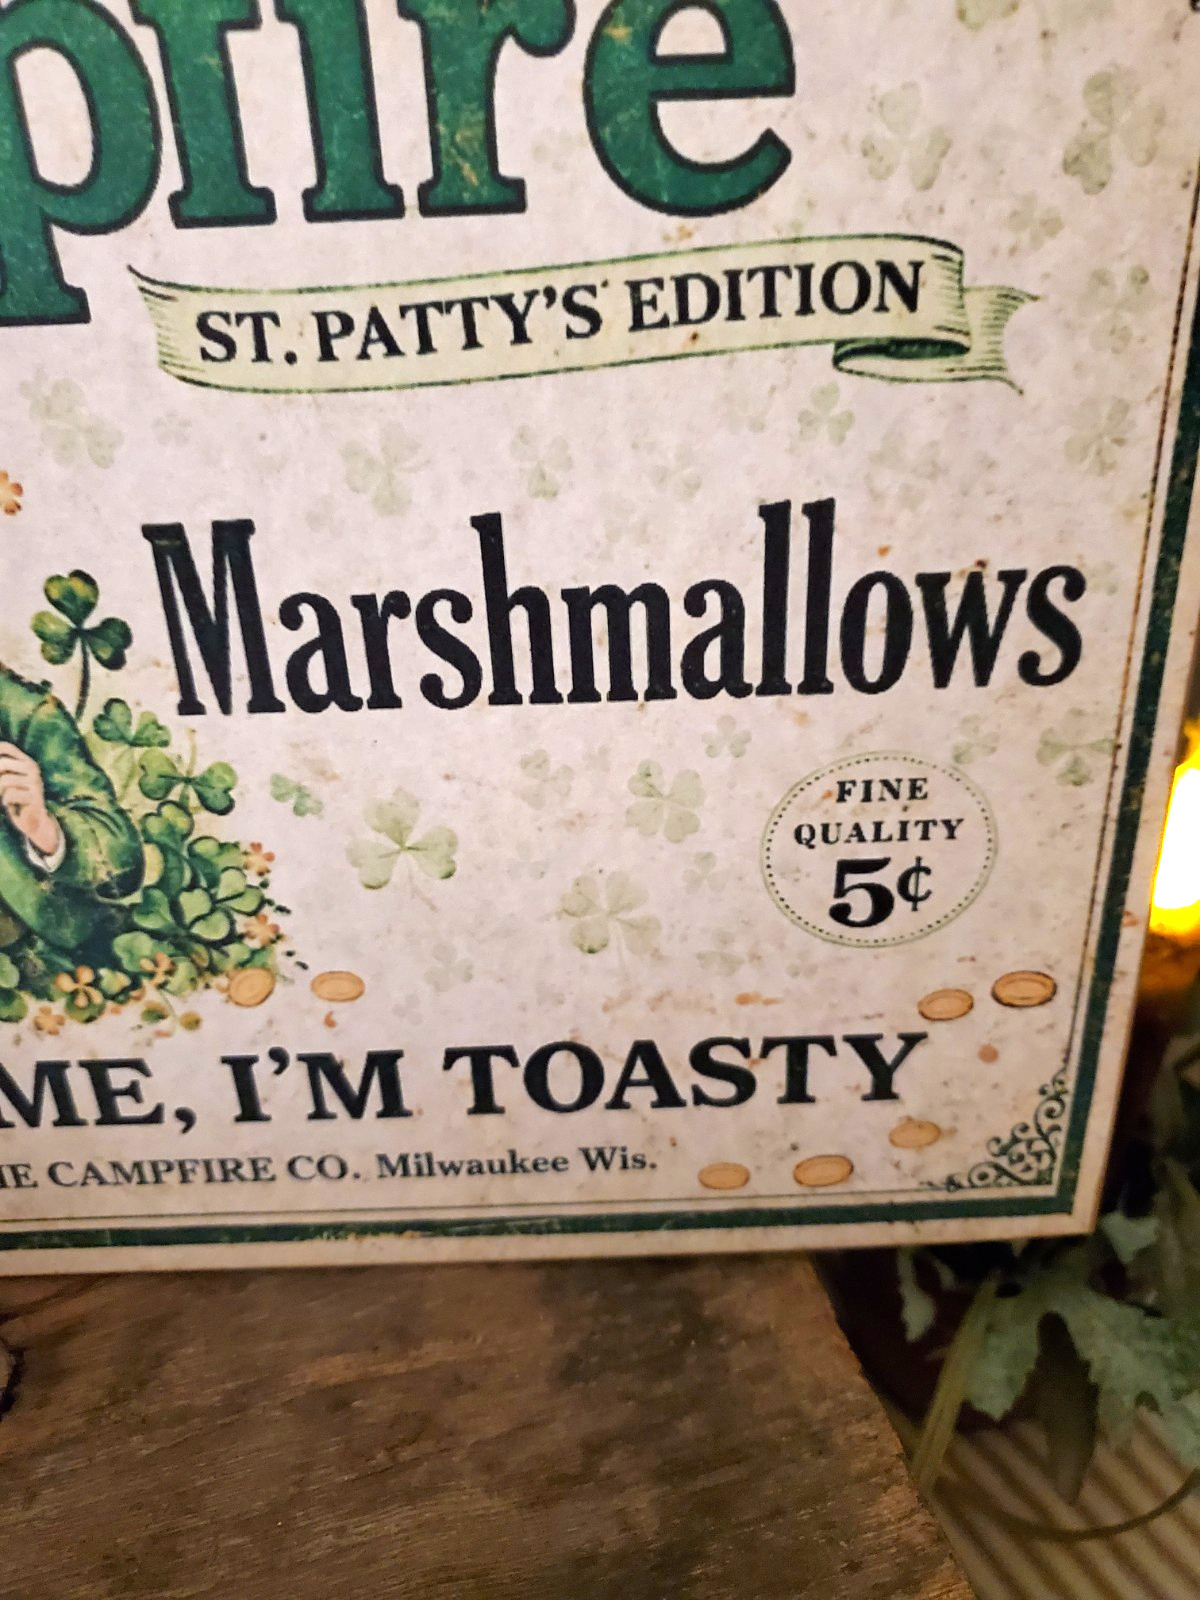 pfire
ST. PATTY'S EDITION
Marshmallows
FINE
QUALITY
5¢
ME, I'M TOASTY
CAMPFIRE CO. Milwaukee Wis.